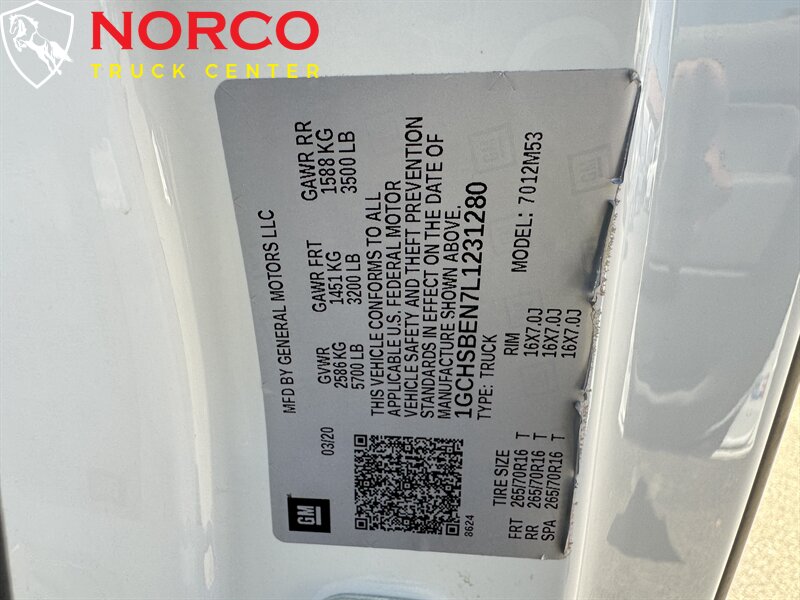 NORCO
TRUCK CENTER
MFD BY GENERAL MOTORS LLC
03/20
GVWR GAWR FRT GAWR RR
2586 KG 1451 KG 1588 KG
5700 LB 3200 LB 3500 LB
THIS VEHICLE CONFORMS TO ALL
APPLICABLE U.S. FEDERAL MOTOR
VEHICLE SAFETY AND THEFT PREVENTION
STANDARDS IN EFFECT ON THE DATE OF
MANUFACTURE SHOWN ABOVE.
1GCHSBEN7L1231280
TYPE: TRUCK MODEL: 7012M53
GM
8624
TIRE SIZE RIM
FRT 265/70R16 T 16X7.0J
RR 265/70R16 T 16X7.0J
SPA 265/70R16 T 16X7.0J
GM
GM